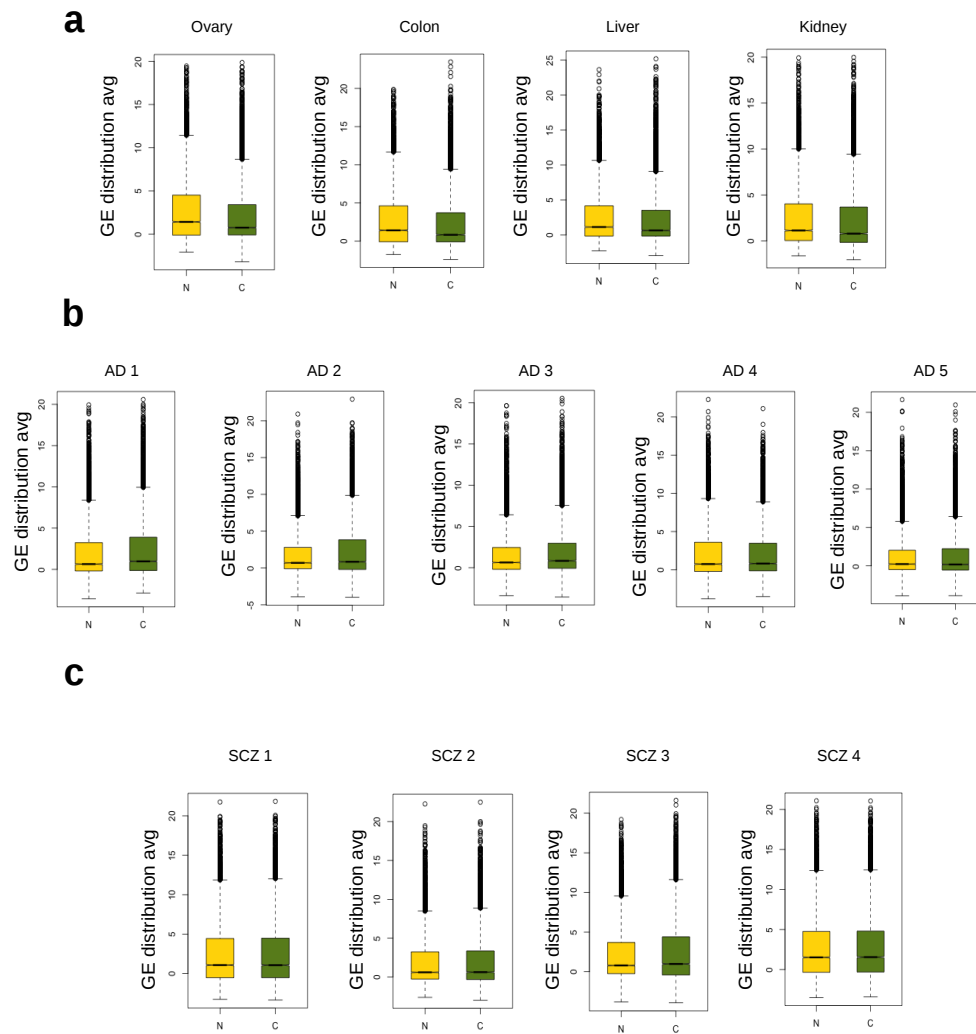 a
Ovary Colon Liver Kidney
GE distribution avg GE distribution avg GE distribution avg GE distribution avg
0 5 10 15 20
0 5 10 15 20
0 5 10 15 20 25
0 5 10 15 20
N C N C N C N C
b
AD 1 AD 2 AD 3 AD 4 AD 5
GE distribution avg GE distribution avg GE distribution avg GE distribution avg GE distribution avg
0 5 10 15 20
-5 0 5 10 15 20
0 5 10 15 20
0 5 10 15 20
0 5 10 15 20
N C N C N C N C N C
c
SCZ 1 SCZ 2 SCZ 3 SCZ 4
GE distribution avg GE distribution avg GE distribution avg GE distribution avg
0 5 10 15 20
0 5 10 15 20
0 5 10 15 20
0 5 10 15 20
N C N C N C N C